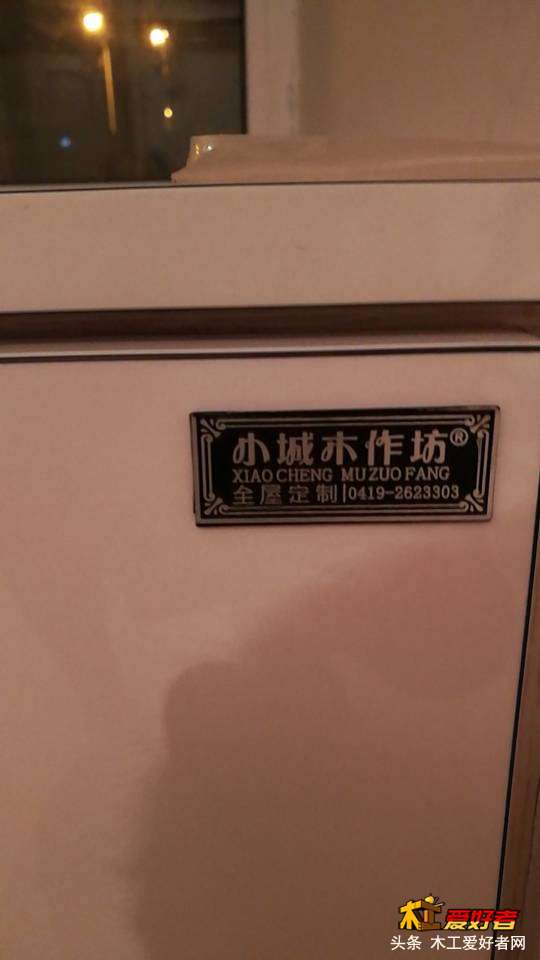 小城木作坊®
XIAO CHENG MU ZUO FANG
全屋定制|0419-2623303
木工爱好者
头条 木工爱好者网